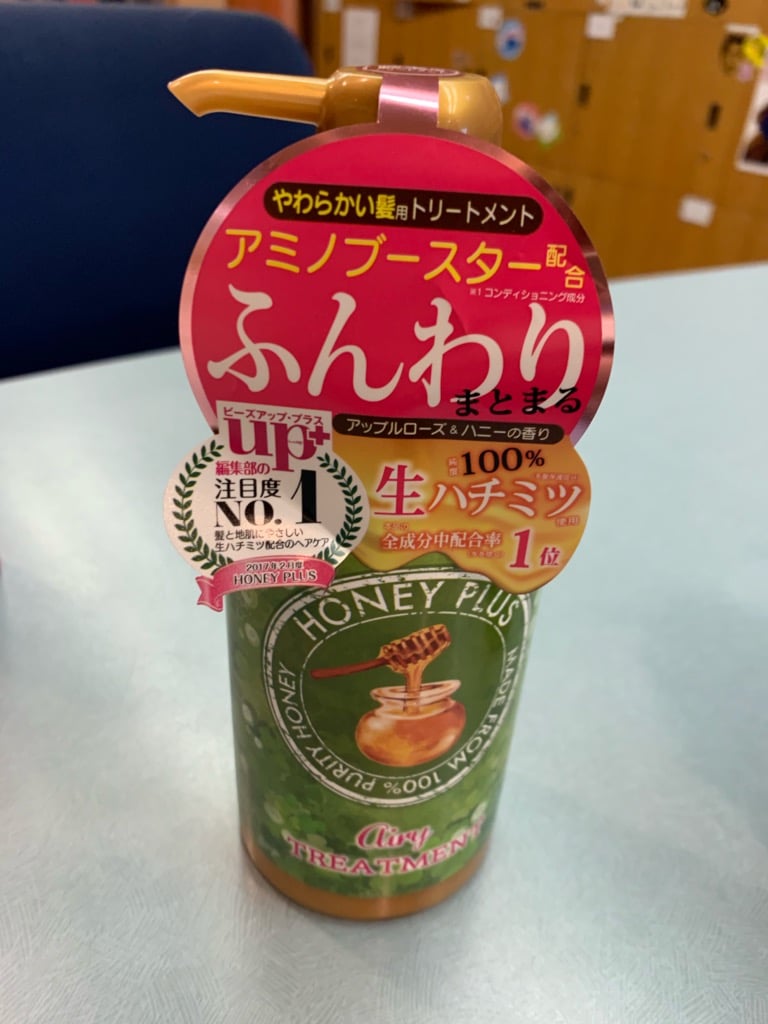 やわらかい髪用トリートメント
アミノブースター配合
※1 コンディショニング成分
ふんわり
まとまる
アップルローズ&ハニーの香り
ビーズアップ・プラス
up+
編集部の
注目度
NO.1
髪と地肌にやさしい
生ハチミツ配合のヘアケア
2017年2月度
HONEY PLUS
純度100%
生ハチミツ
使用
全成分中配合率
1位
HONEY PLUS
MADE FROM 100% PURITY HONEY
Airy
TREATMENT